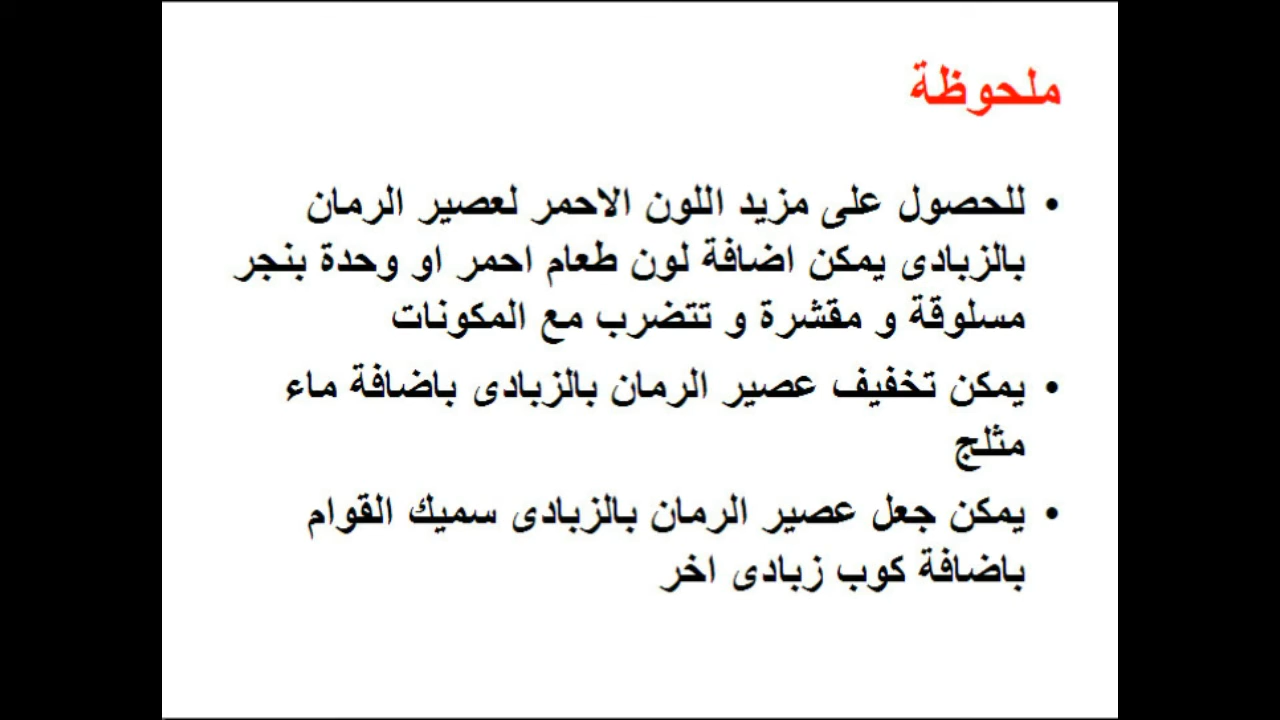 ملحوظة
• للحصول على مزيد اللون الاحمر لعصير الرمان
بالزبادى يمكن اضافة لون طعام احمر او وحدة بنجر
مسلوقة و مقشرة و تتضرب مع المكونات
• يمكن تخفيف عصير الرمان بالزبادى باضافة ماء
مثلج
• يمكن جعل عصير الرمان بالزبادى سميك القوام
باضافة كوب زبادى اخر